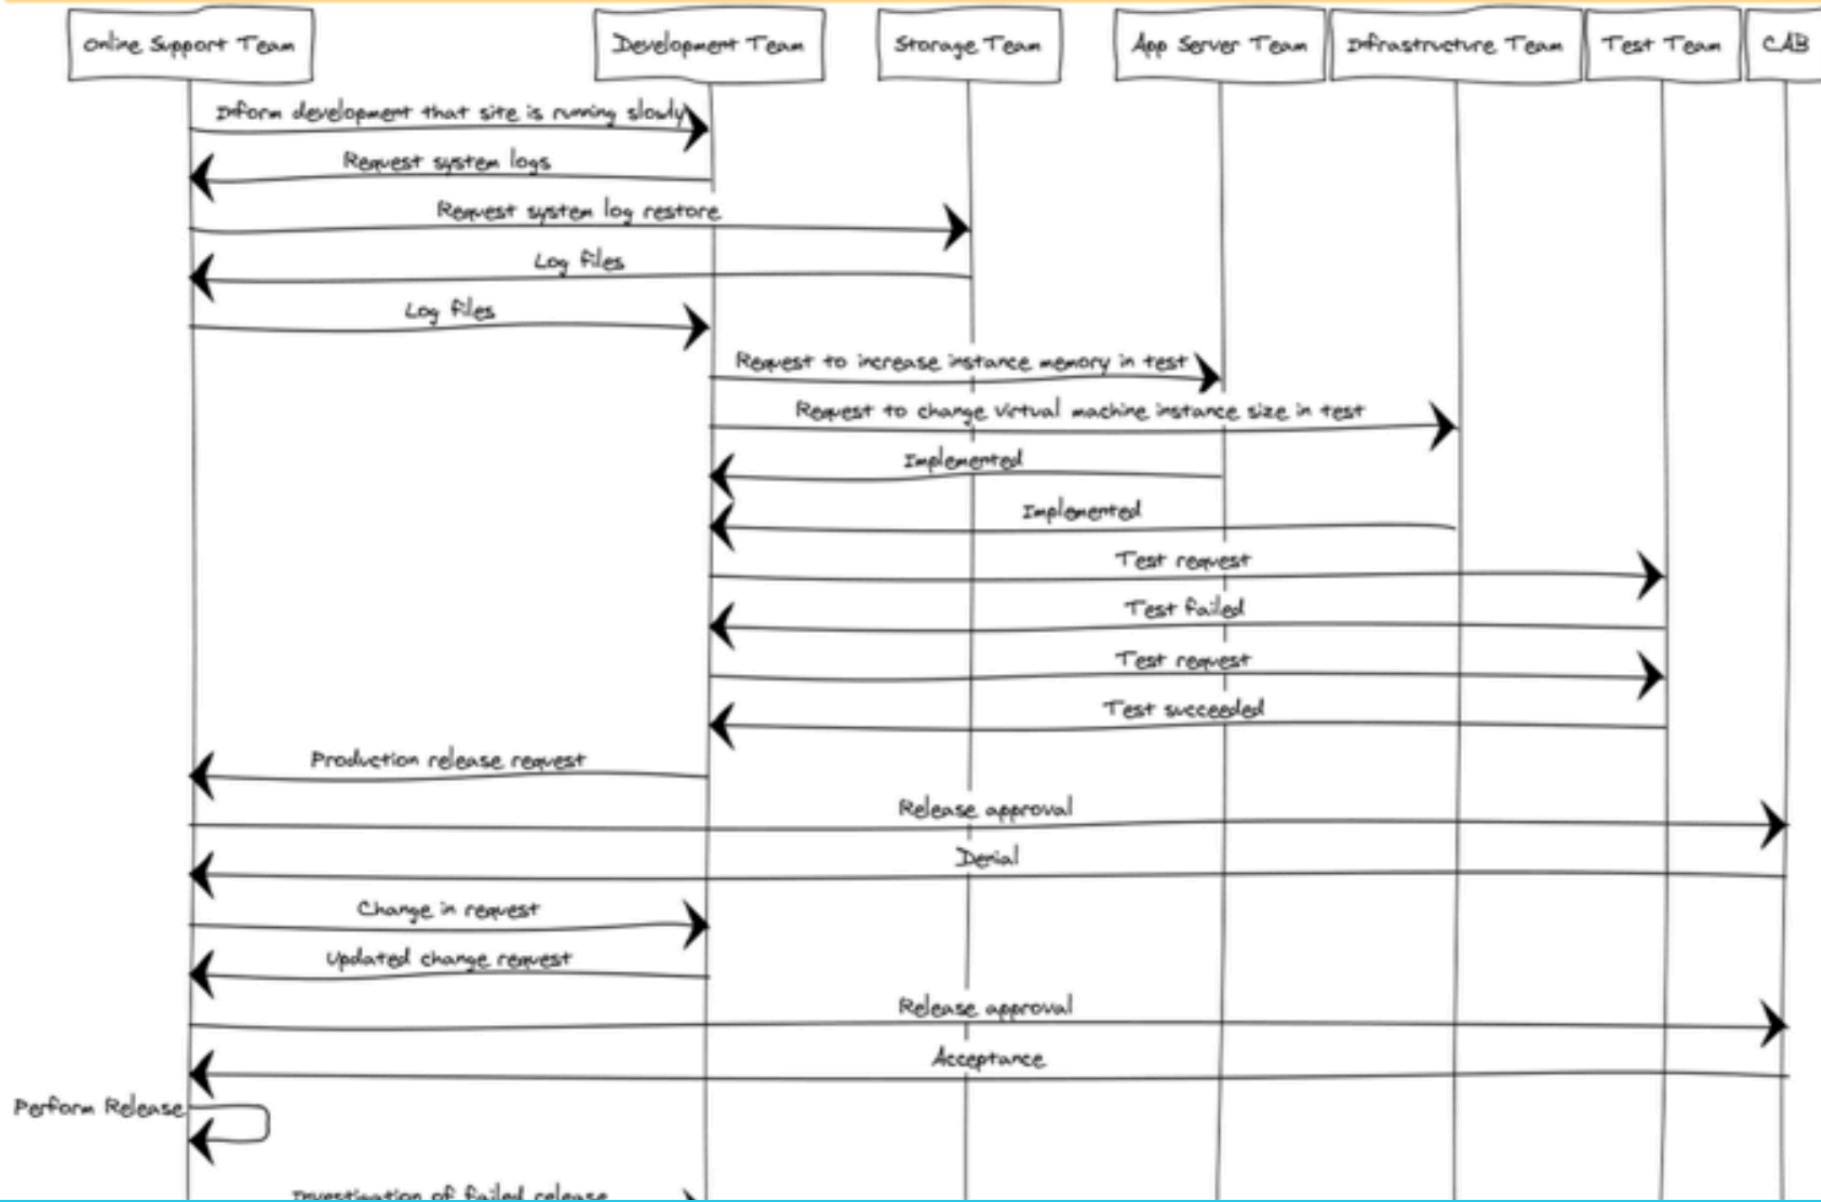 Online Support Team
Development Team
Storage Team
App Server Team
Infrastructure Team
Test Team
CAB
Inform development that site is running slowly
Request system logs
Request system log restore
Log files
Log files
Request to increase instance memory in test
Request to change virtual machine instance size in test
Implemented
Implemented
Test request
Test failed
Test request
Test succeeded
Production release request
Release approval
Denial
Change in request
Updated change request
Release approval
Acceptance
Perform Release
Investigation of failed release